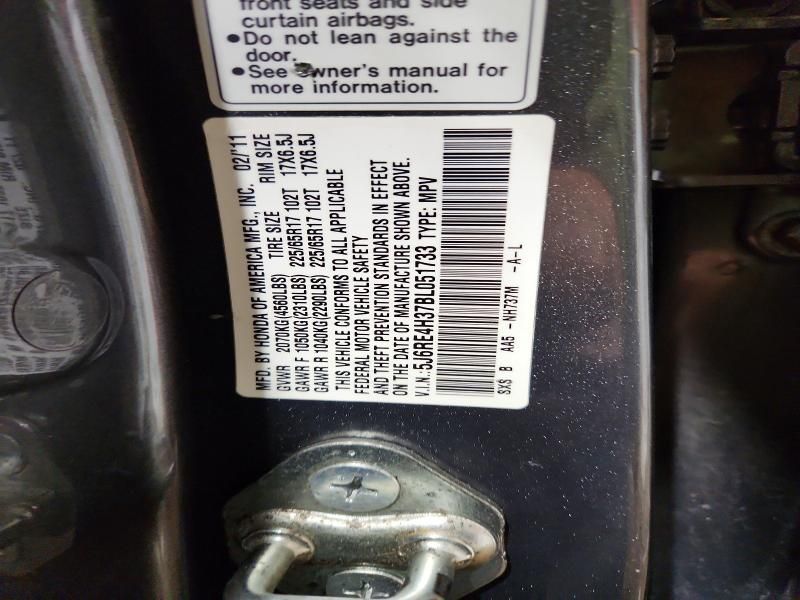 front seats and side
curtain airbags.
•Do not lean against the
door.
•See Owner's manual for
more information.
MFD. BY HONDA OF AMERICA MFG., INC. 02/'11
GVWR 2070KG(4560LBS) TIRE SIZE RIM SIZE
GAWR F 1050KG(2310LBS) 225/65R17 102T 17X6.5J
GAWR R 1040KG(2290LBS) 225/65R17 102T 17X6.5J
THIS VEHICLE CONFORMS TO ALL APPLICABLE
FEDERAL MOTOR VEHICLE SAFETY
AND THEFT PREVENTION STANDARDS IN EFFECT
ON THE DATE OF MANUFACTURE SHOWN ABOVE.
V.I.N.:5J6RE4H37BL051733 TYPE: MPV
SXS B AA5 -NH737M -A-L